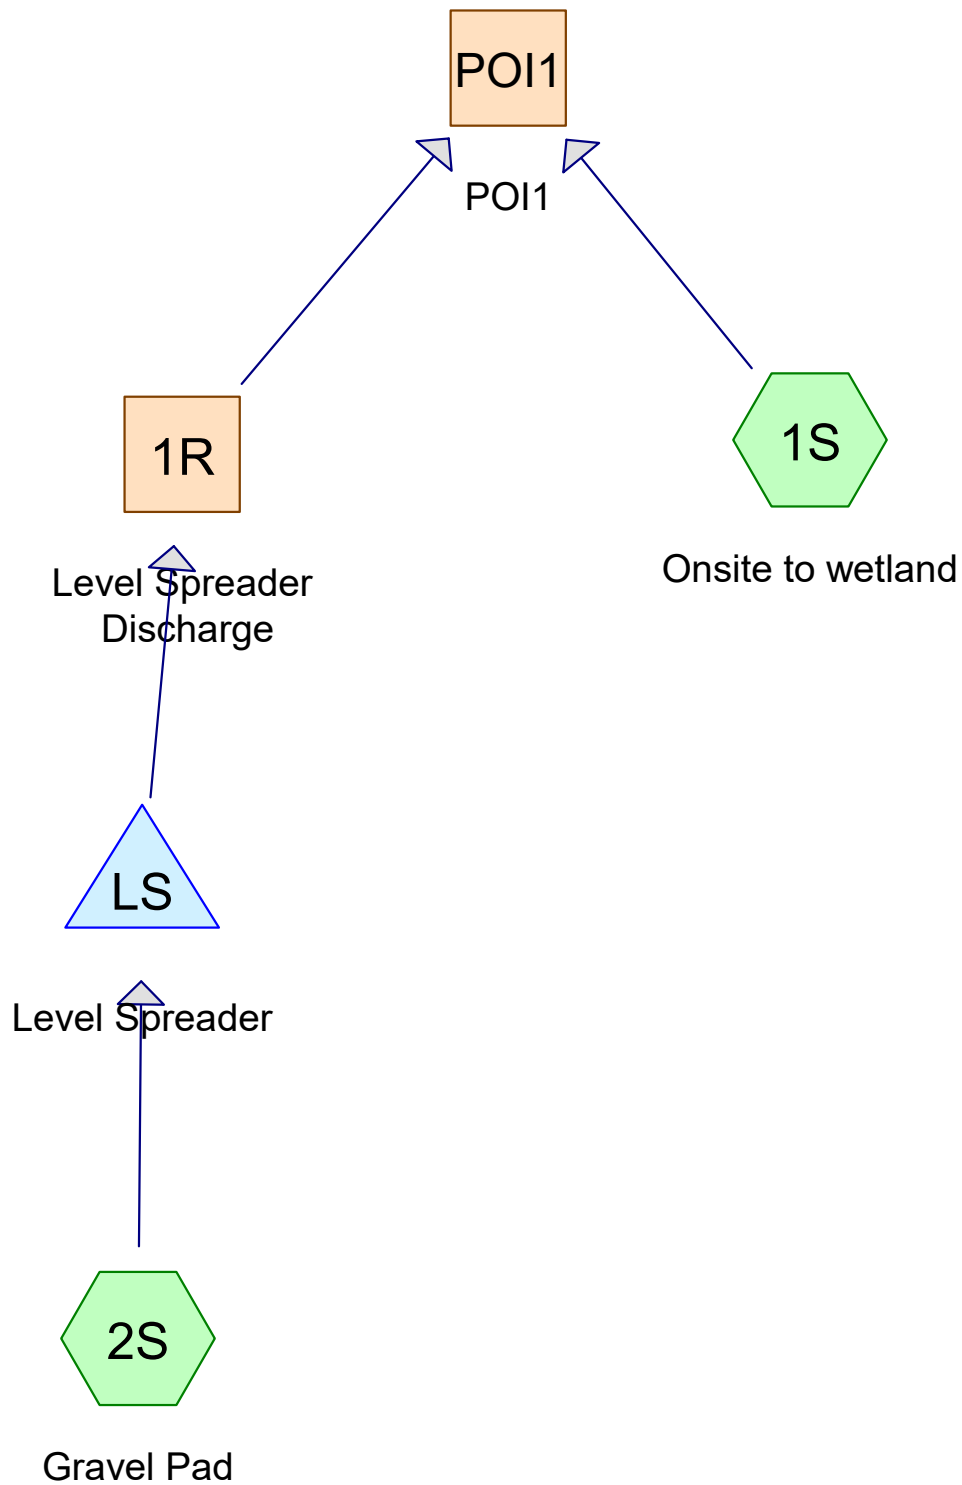 POI1
POI1
1R
1S
Level Spreader
Discharge
Onsite to wetland
LS
Level Spreader
2S
Gravel Pad